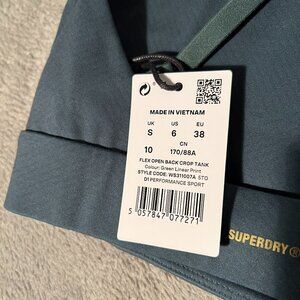 MADE IN VIETNAM
UK US EU
S 6 38
CN
10 170/88A
FLEX OPEN BACK CROP TANK
Colour: Green Linear Print
STYLE CODE: WS311007A STG
D1 PERFORMANCE SPORT
5 057847 077271
SUPERDRY®